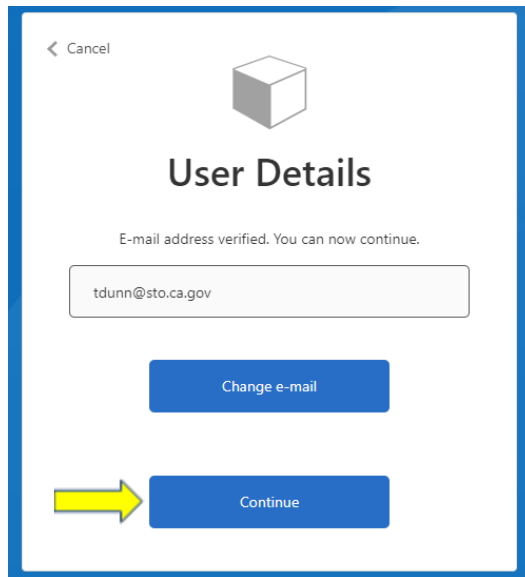 Cancel
User Details
E-mail address verified. You can now continue.
tdunn@sto.ca.gov
Change e-mail
Continue